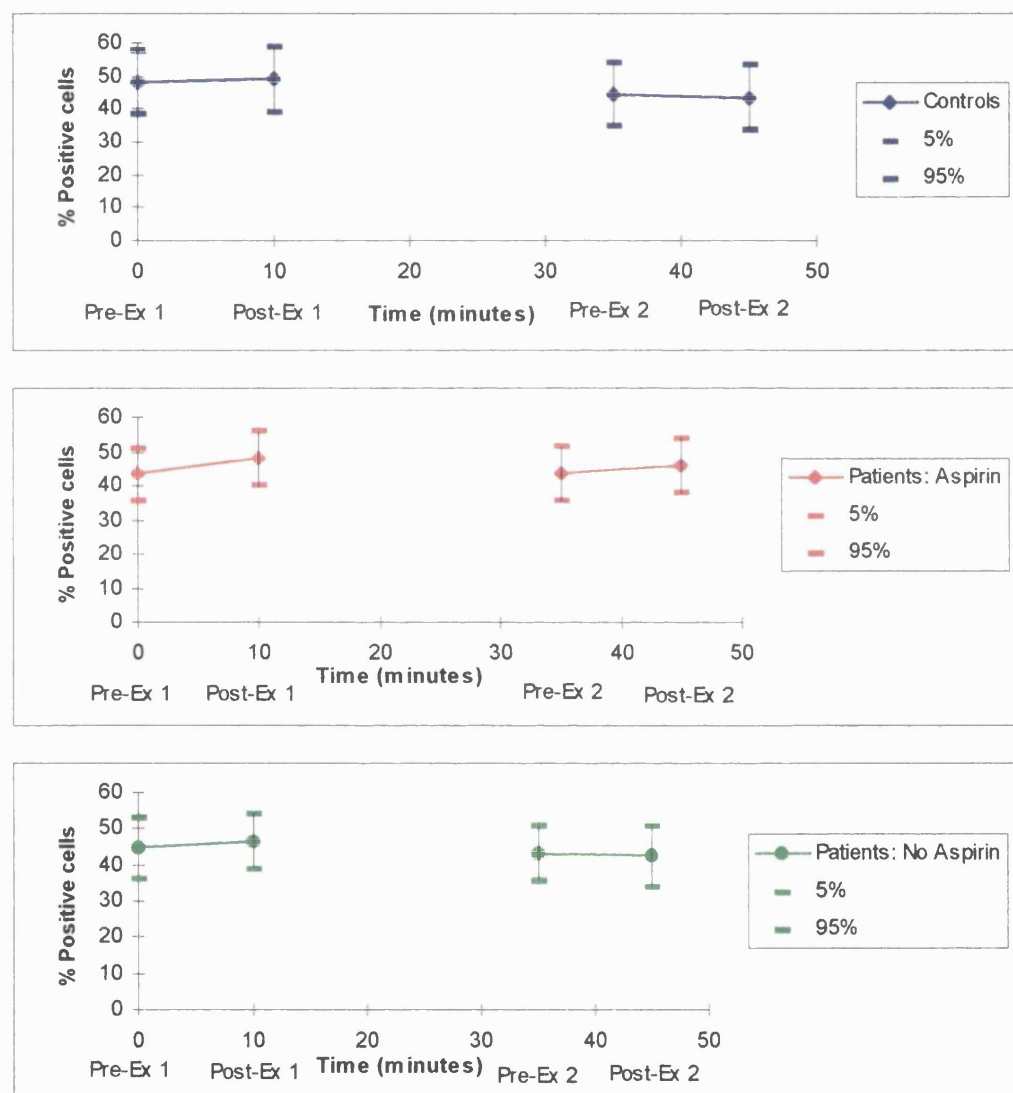 60
50
40
30
20
10
0
% Positive cells
0 10 20 30 40 50
Pre-Ex 1 Post-Ex 1 Time (minutes) Pre-Ex 2 Post-Ex 2
Controls
5%
95%
60
50
40
30
20
10
0
% Positive cells
0 10 20 30 40 50
Time (minutes)
Pre-Ex 1 Post-Ex 1 Pre-Ex 2 Post-Ex 2
Patients: Aspirin
5%
95%
60
50
40
30
20
10
0
% Positive cells
0 10 20 30 40 50
Pre-Ex 1 Post-Ex 1 Time (minutes) Pre-Ex 2 Post-Ex 2
Patients: No Aspirin
5%
95%